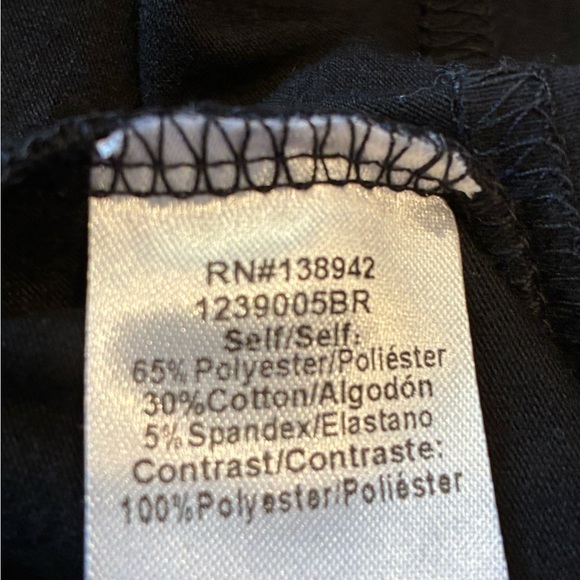 RN#138942
1239005BR
Self/Self:
65% Polyester/Poliéster
30%Cotton/Algodón
5%Spandex/Elastano
Contrast/Contraste:
100%Polyester/Poliéster